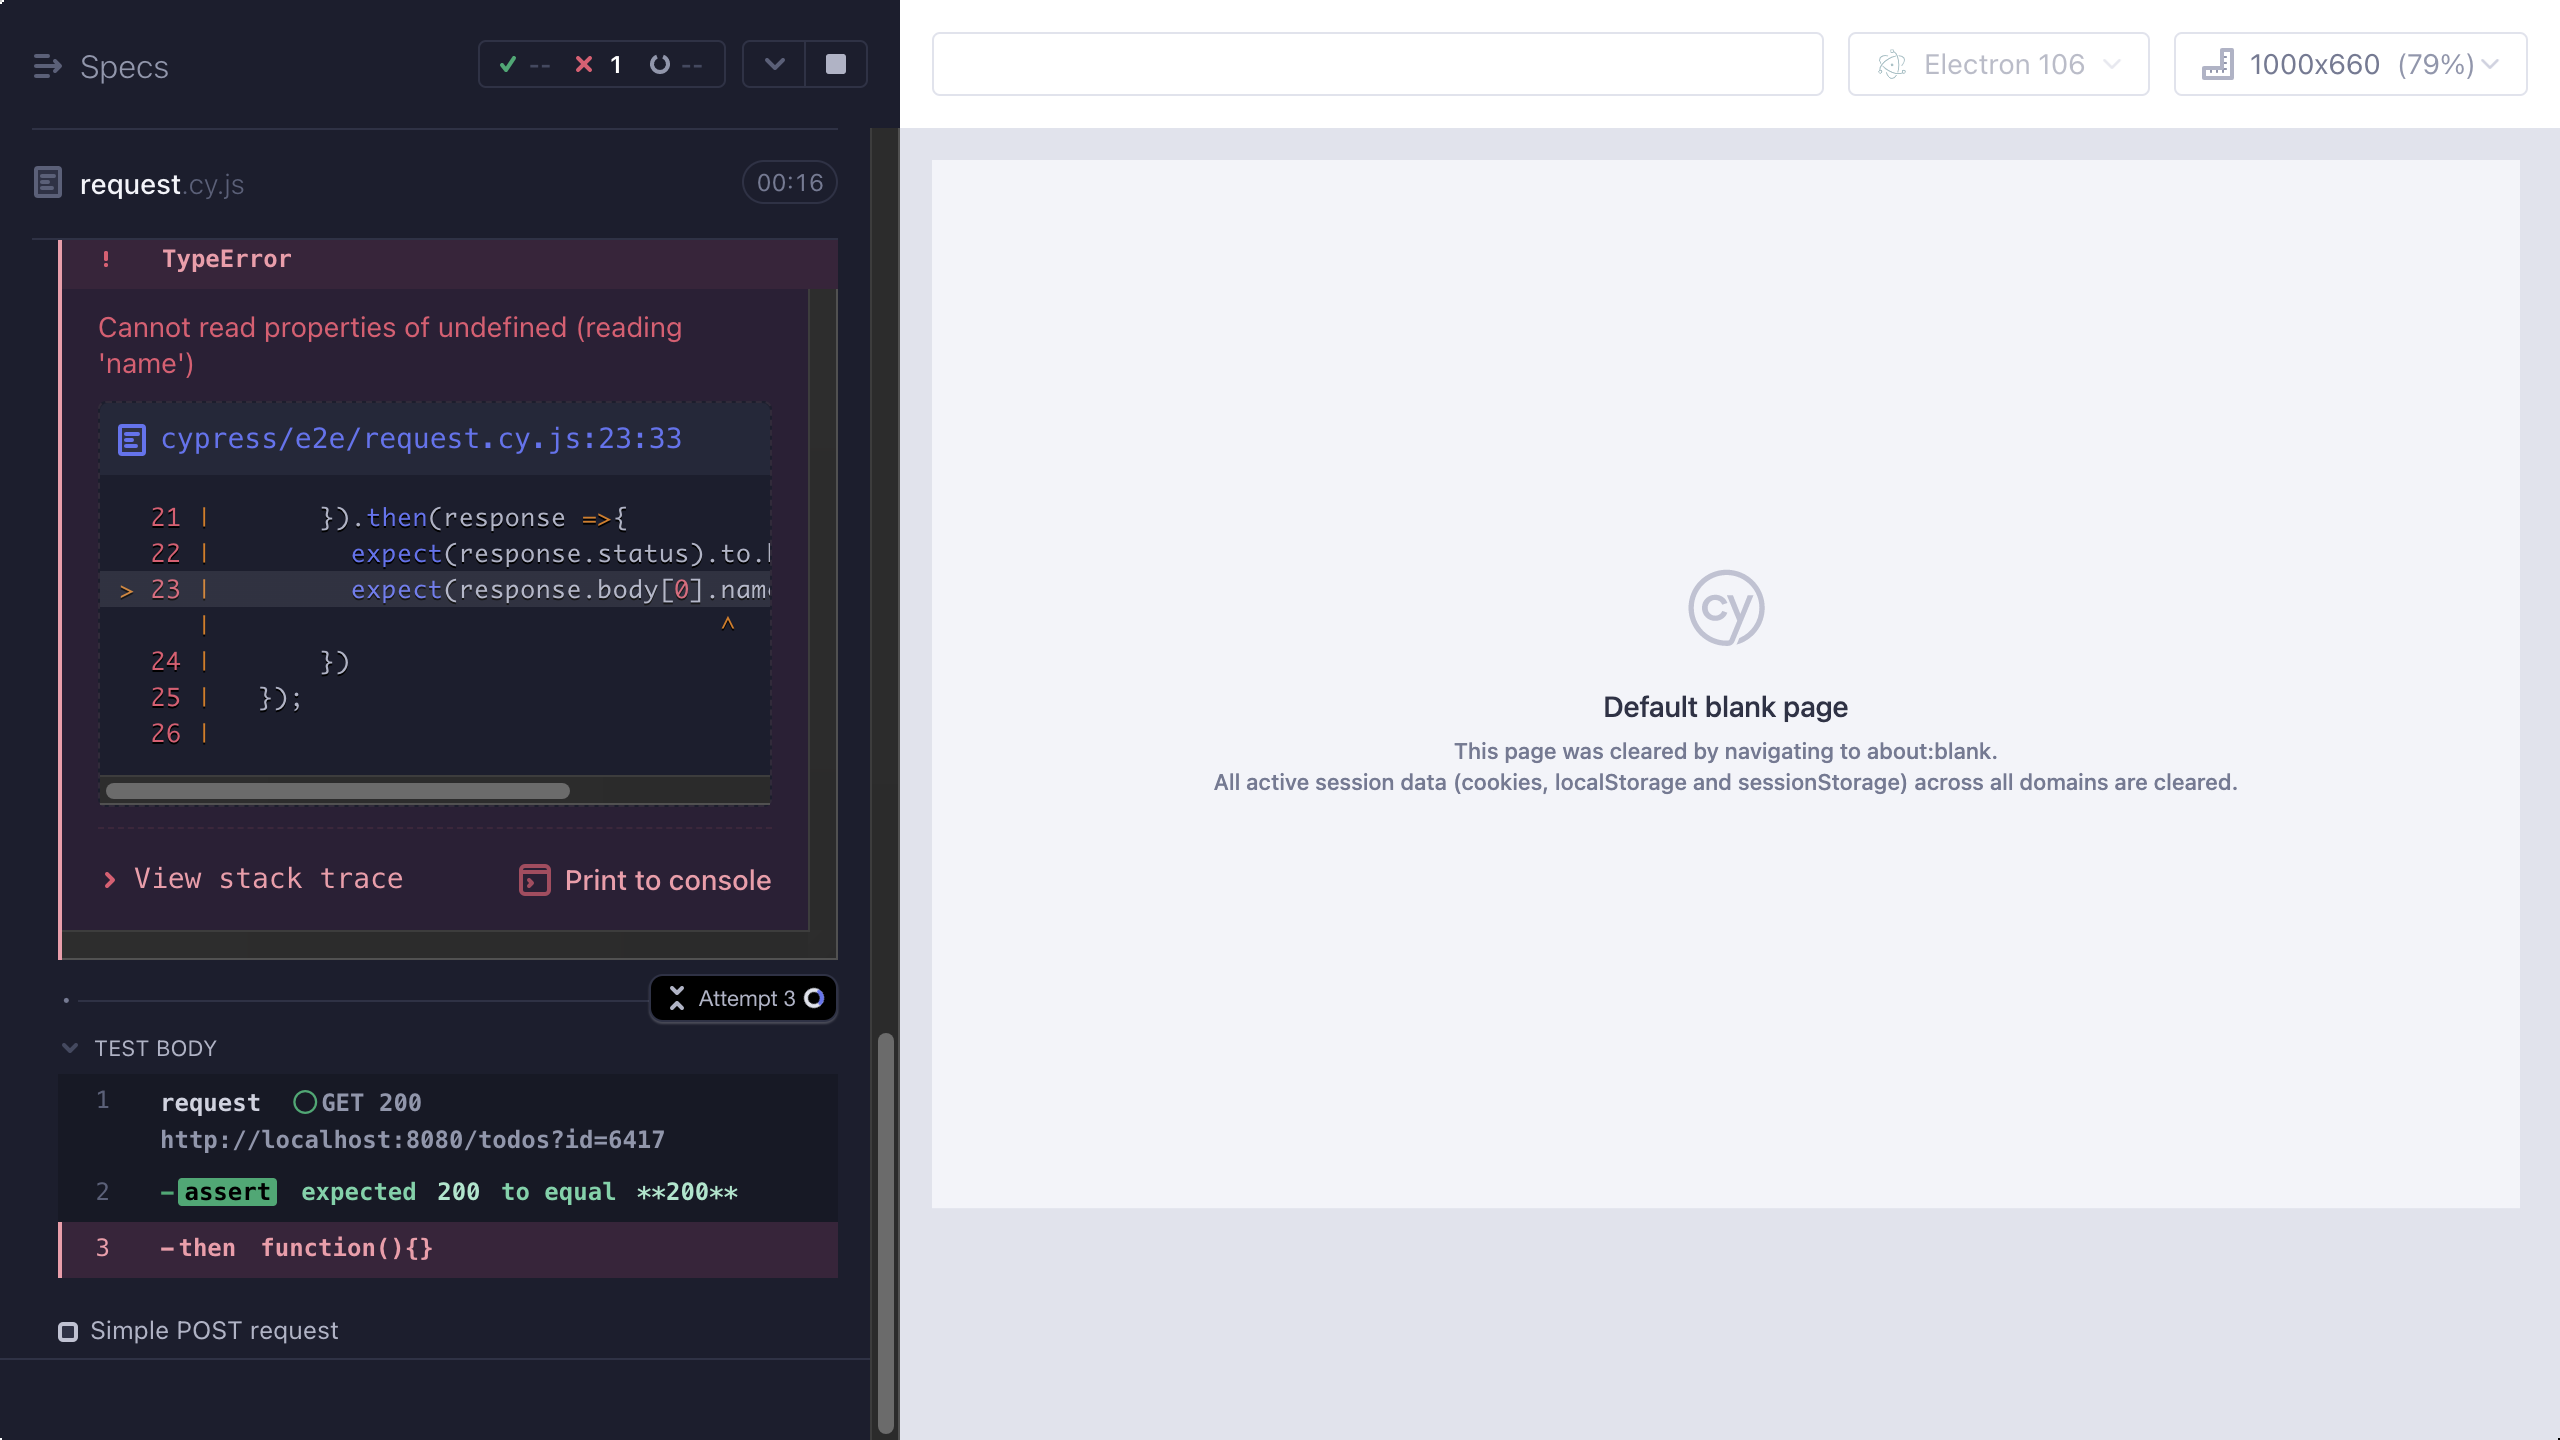 Specs
-- 1 --
request.cy.js 00:16
! TypeError
Cannot read properties of undefined (reading
'name')
cypress/e2e/request.cy.js:23:33
21 | }).then(response =>{
22 | expect(response.status).to.
> 23 | expect(response.body[0].name
| ^
24 | })
25 | });
26 |
View stack trace Print to console
Attempt 3
TEST BODY
1 request GET 200
http://localhost:8080/todos?id=6417
2 -assert expected 200 to equal **200**
3 -then function(){}
Simple POST request
Electron 106
1000x660 (79%)
cy
Default blank page
This page was cleared by navigating to about:blank.
All active session data (cookies, localStorage and sessionStorage) across all domains are cleared.